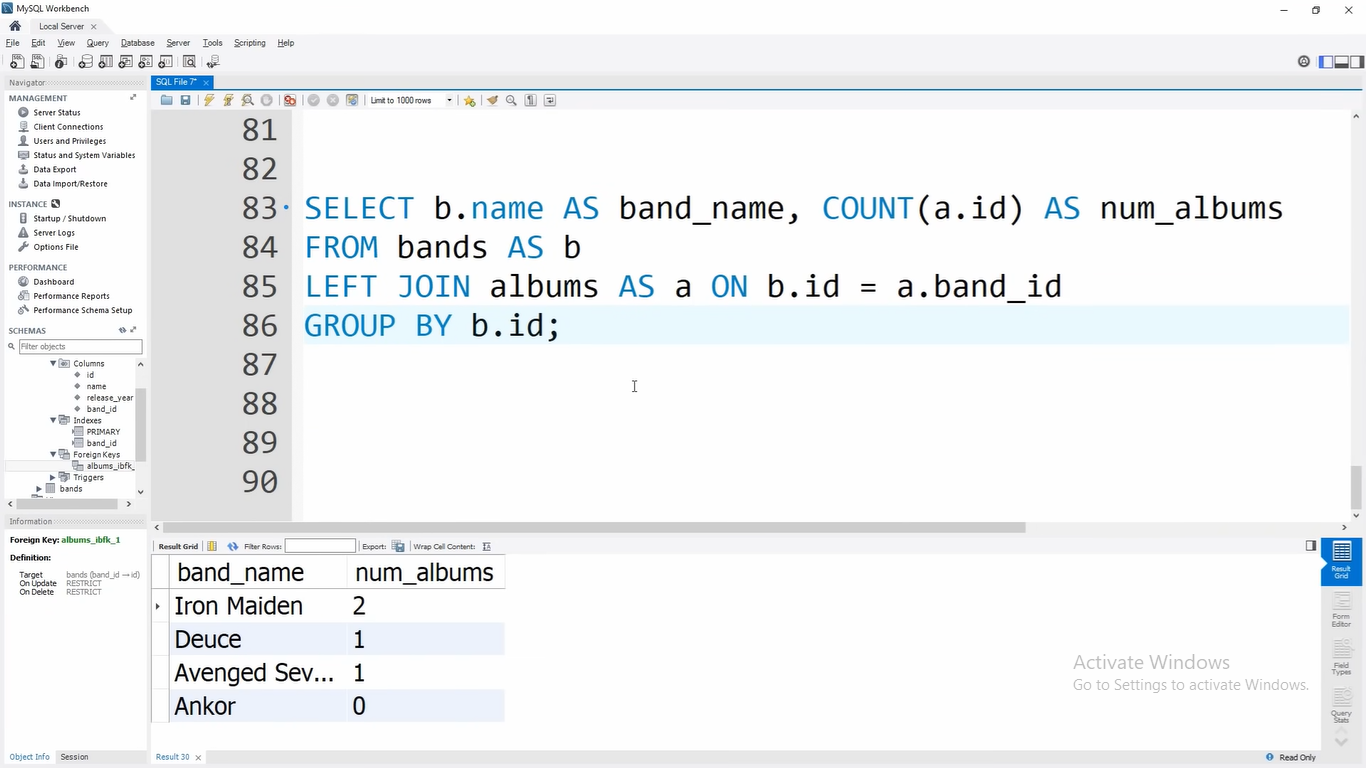 MySQL Workbench
Local Server
File Edit View Query Database Server Tools Scripting Help
Navigator
MANAGEMENT
Server Status
Client Connections
Users and Privileges
Status and System Variables
Data Export
Data Import/Restore
INSTANCE
Startup / Shutdown
Server Logs
Options File
PERFORMANCE
Dashboard
Performance Reports
Performance Schema Setup
SCHEMAS
Filter objects
Columns
id
name
release_year
band_id
Indexes
PRIMARY
band_id
Foreign Keys
albums_ibfk_
Triggers
bands
Information
Foreign Key: albums_ibfk_1
Definition:
Target bands (band_id → id)
On Update RESTRICT
On Delete RESTRICT
Object Info Session
SQL File 7*
Limit to 1000 rows
81
82
83 SELECT b.name AS band_name, COUNT(a.id) AS num_albums
84 FROM bands AS b
85 LEFT JOIN albums AS a ON b.id = a.band_id
86 GROUP BY b.id;
87
88
89
90
Result Grid Filter Rows: Export: Wrap Cell Content:
band_name num_albums
Iron Maiden 2
Deuce 1
Avenged Sev... 1
Ankor 0
Result Grid
Form Editor
Field Types
Query Stats
Activate Windows
Go to Settings to activate Windows.
Result 30
Read Only